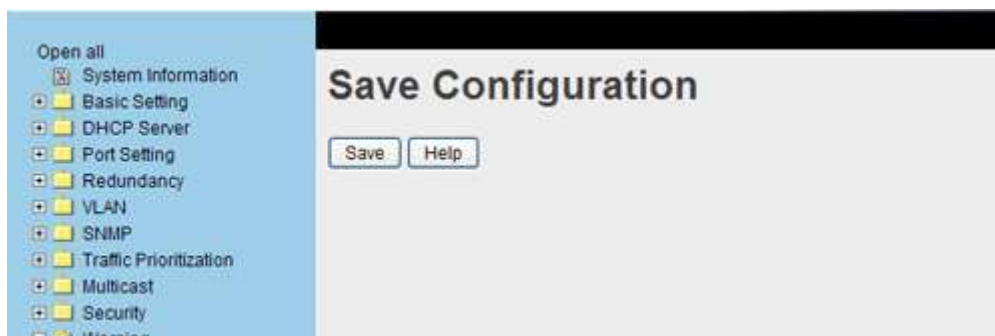 Open all
System Information
Basic Setting
DHCP Server
Port Setting
Redundancy
VLAN
SNMP
Traffic Prioritization
Multicast
Security
Save Configuration
Save Help